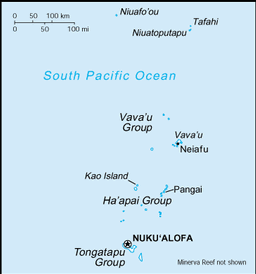 Niuafo'ou
Tafahi
Niuatoputapu
0 50 100 km
0 50 100 mi
South Pacific Ocean
Vava'u
Group
Vava'u
Neiafu
Kao Island
Pangai
Ha'apai Group
NUKU'ALOFA
Tongatapu
Group
Minerva Reef not shown